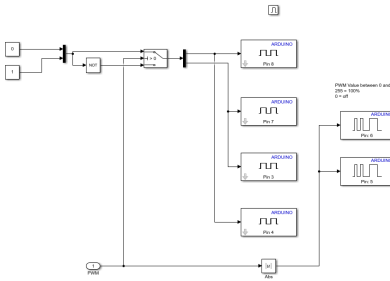 ARDUINO
Pin 8
0
1
NOT
> 0
PWM Value between 0 and
255 = 100%
0 = off
ARDUINO
Pin 7
ARDUINO
Pin 6
ARDUINO
Pin 3
ARDUINO
Pin 5
ARDUINO
Pin 4
1
PWM
|u|
Abs